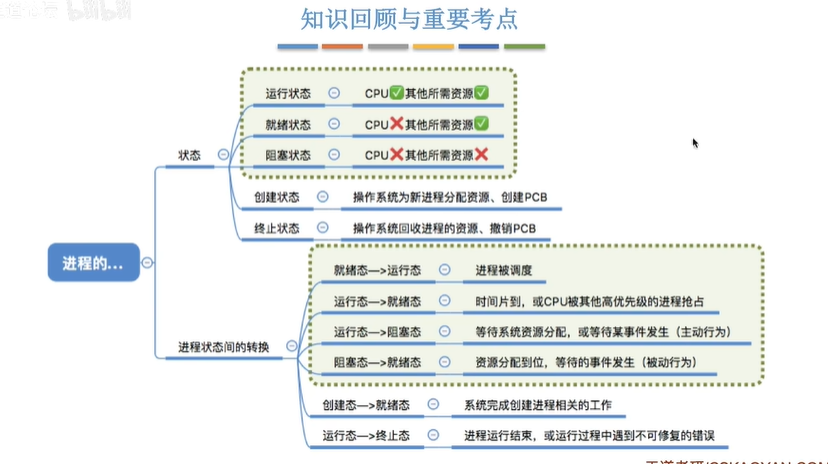 bilibili
知识回顾与重要考点
运行状态 CPU✅其他所需资源✅
就绪状态 CPU❌其他所需资源✅
状态
阻塞状态 CPU❌其他所需资源❌
创建状态 操作系统为新进程分配资源、创建PCB
终止状态 操作系统回收进程的资源、撤销PCB
进程的...
就绪态—>运行态 进程被调度
运行态—>就绪态 时间片到，或CPU被其他高优先级的进程抢占
运行态—>阻塞态 等待系统资源分配，或等待某事件发生（主动行为）
进程状态间的转换
阻塞态—>就绪态 资源分配到位，等待的事件发生（被动行为）
创建态—>就绪态 系统完成创建进程相关的工作
运行态—>终止态 进程运行结束，或运行过程中遇到不可修复的错误